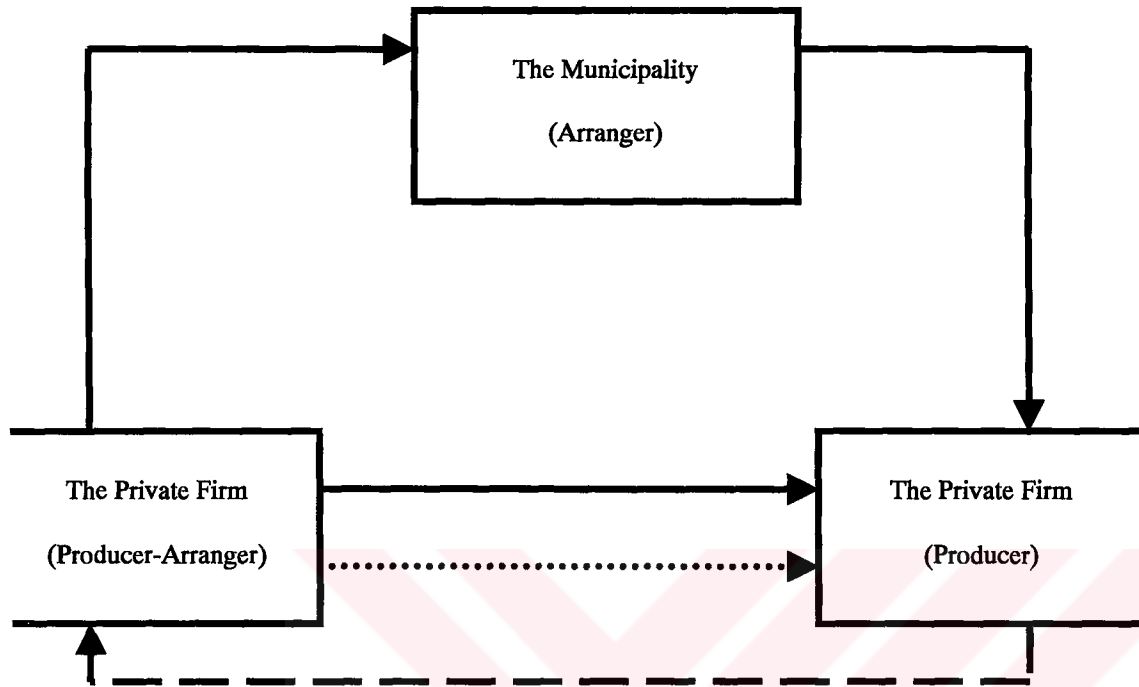 The Municipality
(Arranger)
The Private Firm
(Producer-Arranger)
The Private Firm
(Producer)